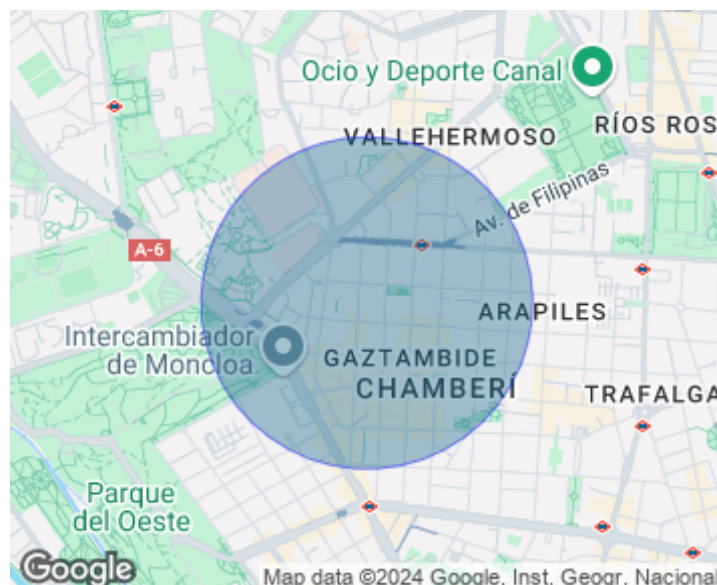 Ocio y Deporte Canal
VALLEHERMOSO
RÍOS ROS
Av. de Filipinas
A-6
ARAPILES
Intercambiador
de Moncloa
GAZTAMBIDE
CHAMBERÍ
TRAFALGA
Parque
del Oeste
Google
Map data ©2024 Google, Inst. Geogr. Nacional